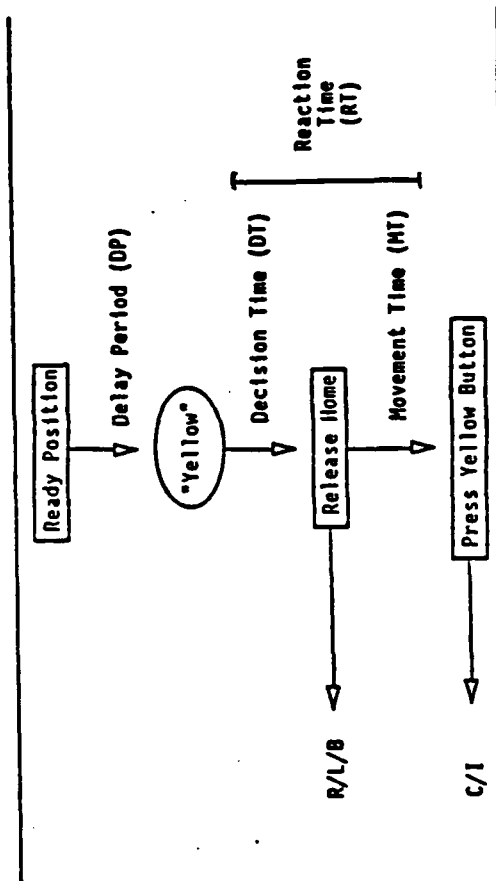 Ready Position
Delay Period (DP)
"Yellow"
Decision Time (DT)
Reaction
Time
(RT)
R/L/B
Release Home
Movement Time (MT)
C/I
Press Yellow Button